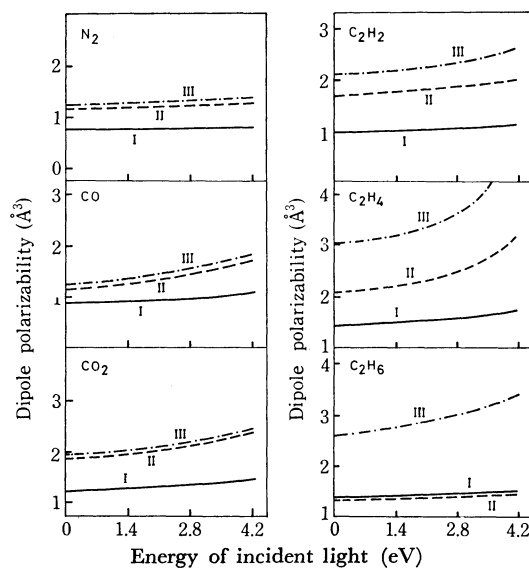 N₂
3
2
1
0
III
II
I
Dipole polarizability (Å³)
CO
3
2
1
III
II
I
CO₂
3
2
1
III
II
I
0 1.4 2.8 4.2
C₂H₂
3
2
1
III
II
I
Dipole polarizability (Å³)
C₂H₄
4
3
2
1
III
II
I
C₂H₆
4
3
2
1
III
I
II
0 1.4 2.8 4.2
Energy of incident light (eV)